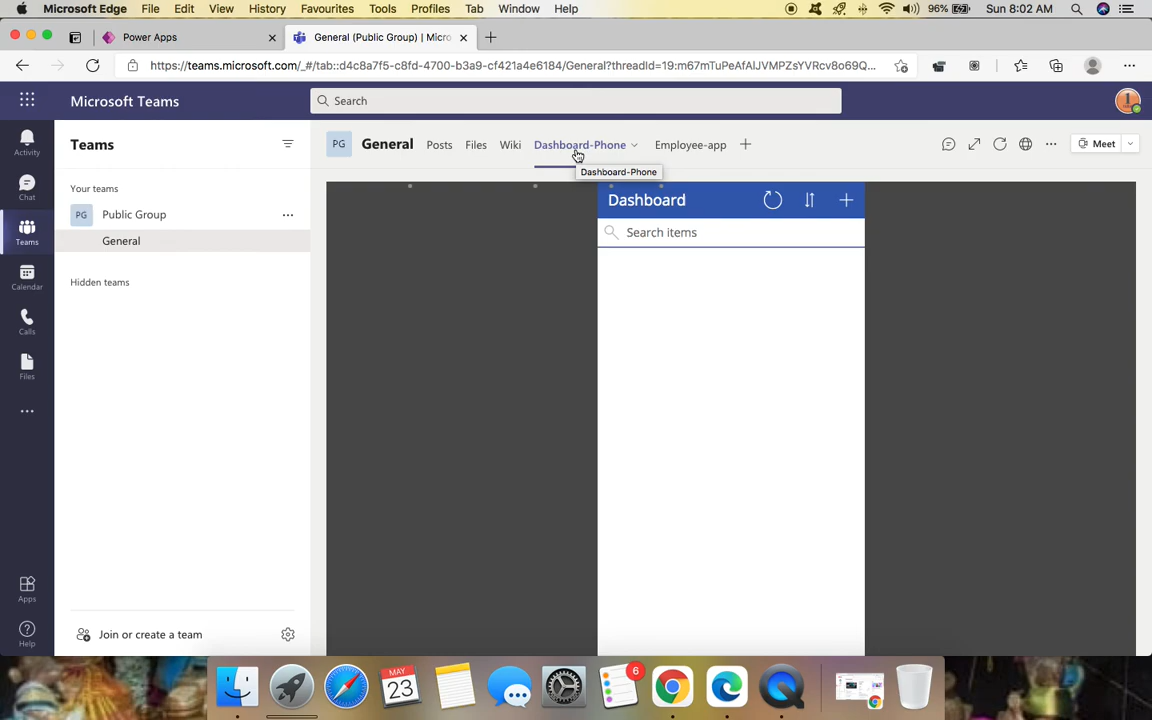 Microsoft Edge File Edit View History Favourites Tools Profiles Tab Window Help 96% Sun 8:02 AM
Power Apps
General (Public Group) | Micro
https://teams.microsoft.com/_#/tab::d4c8a7f5-c8fd-4700-b3a9-cf421a4e6184/General?threadId=19:m67mTuPeAfAIJVMPZsYVRcv8o69Q...
Microsoft Teams
Search
1
Activity
Chat
Teams
Calendar
Calls
Files
Apps
Help
Teams
Your teams
PG Public Group
General
Hidden teams
Join or create a team
PG General Posts Files Wiki Dashboard-Phone Employee-app
Meet
Dashboard-Phone
Dashboard
Search items
MAY
23
6